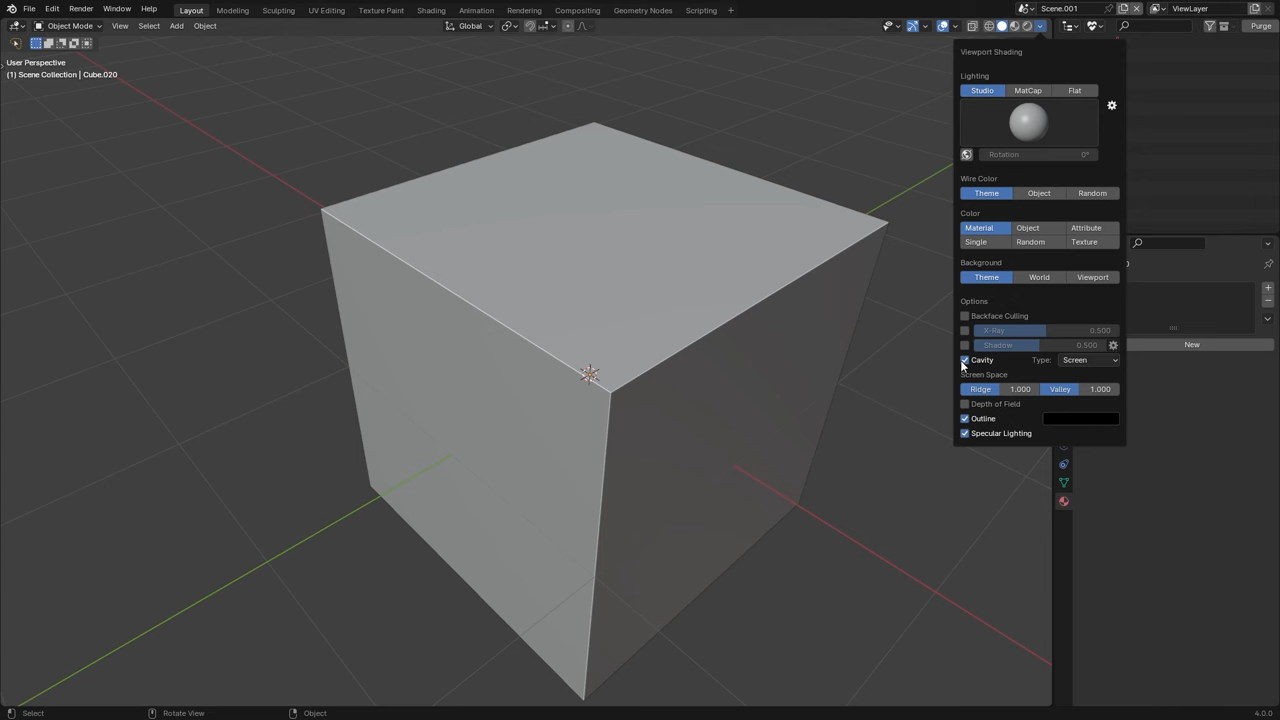 File Edit Render Window Help Layout Modeling Sculpting UV Editing Texture Paint Shading Animation Rendering Compositing Geometry Nodes Scripting Scene.001 ViewLayer
Object Mode View Select Add Object Global Purge
User Perspective
(1) Scene Collection | Cube.020
Viewport Shading
Lighting
Studio MatCap Flat
Rotation 0°
Wire Color
Theme Object Random
Color
Material Object Attribute
Single Random Texture
Background
Theme World Viewport
Options
Backface Culling
X-Ray 0.500
Shadow 0.500
New
Cavity Type: Screen
Screen Space
Ridge 1.000 Valley 1.000
Depth of Field
Outline
Specular Lighting
Select Rotate View Object 4.0.0